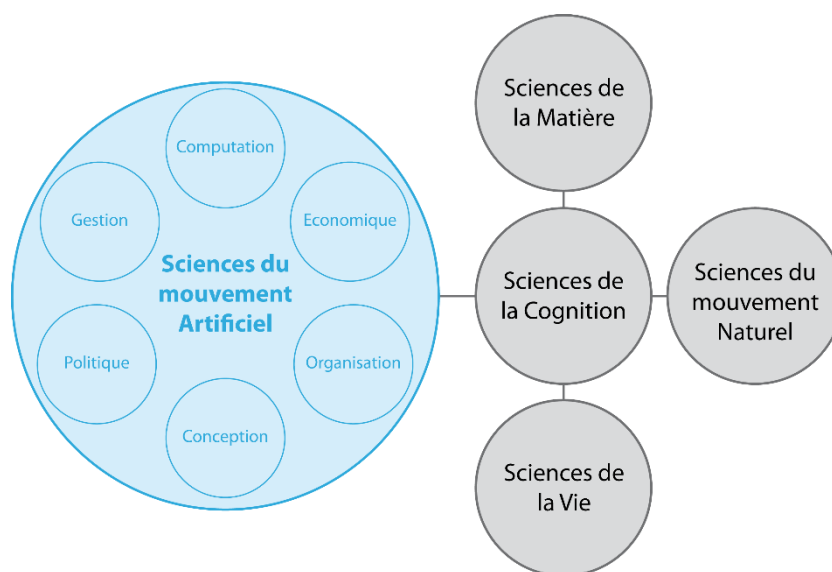 Computation
Gestion
Economique
Sciences du
mouvement
Artificiel
Politique
Organisation
Conception
Sciences de
la Matière
Sciences de
la Cognition
Sciences du
mouvement
Naturel
Sciences de
la Vie